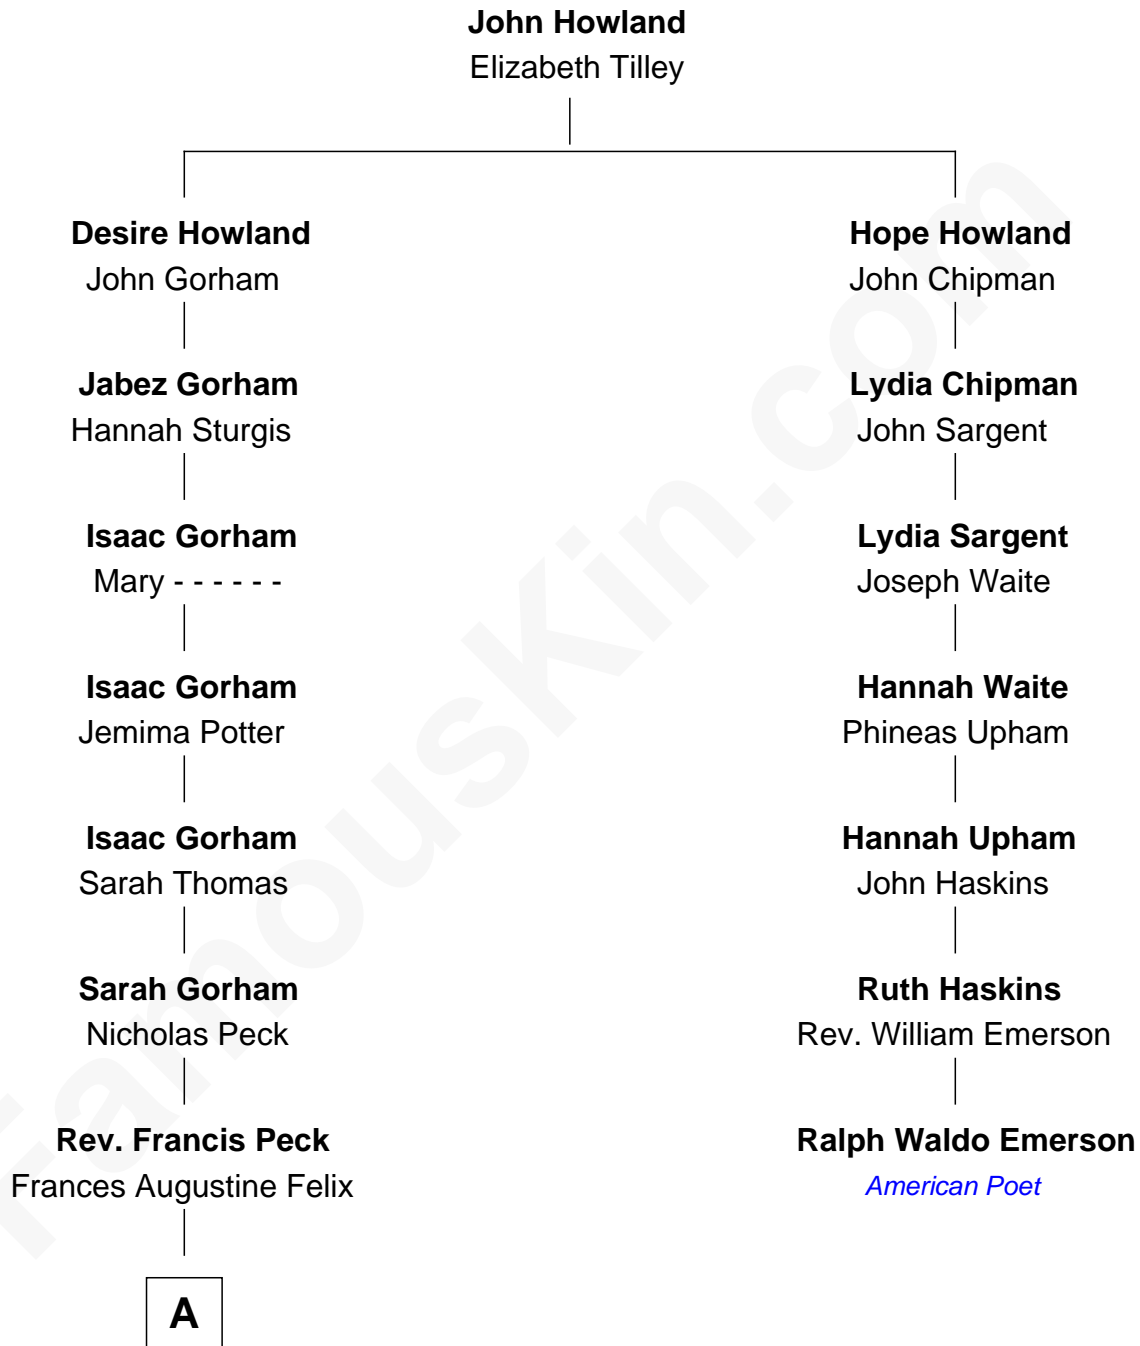 John Howland
Elizabeth Tilley
Desire Howland
John Gorham
Hope Howland
John Chipman
Jabez Gorham
Hannah Sturgis
Lydia Chipman
John Sargent
Isaac Gorham
Mary - - - - - -
Lydia Sargent
Joseph Waite
Isaac Gorham
Jemima Potter
Hannah Waite
Phineas Upham
Isaac Gorham
Sarah Thomas
Hannah Upham
John Haskins
Sarah Gorham
Nicholas Peck
Ruth Haskins
Rev. William Emerson
Rev. Francis Peck
Frances Augustine Felix
Ralph Waldo Emerson
American Poet
A
FamousKin.com